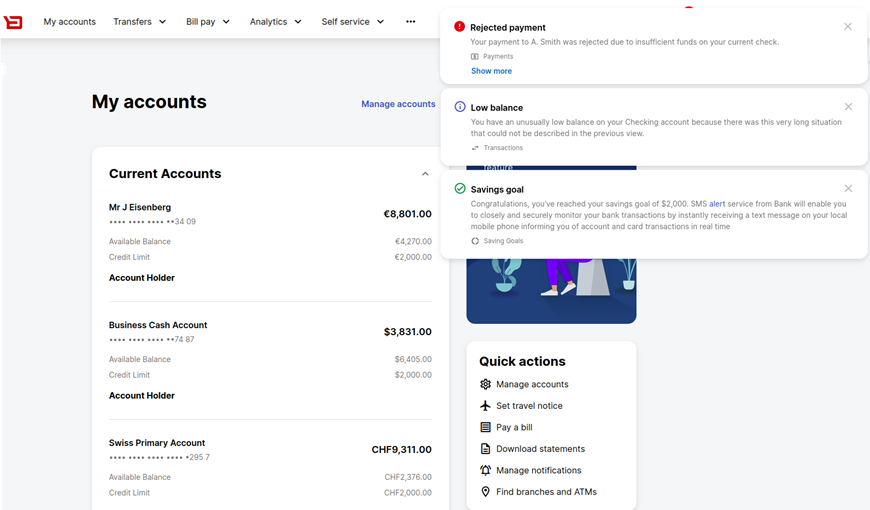 My accounts
Transfers
Bill pay
Analytics
Self service
Rejected payment
Your payment to A. Smith was rejected due to insufficient funds on your current check.
Payments
Show more
Low balance
You have an unusually low balance on your Checking account because there was this very long situation
that could not be described in the previous view.
Transactions
feature
Savings goal
Congratulations, you've reached your savings goal of $2,000. SMS alert service from Bank will enable you
to closely and securely monitor your bank transactions by instantly receiving a text message on your local
mobile phone informing you of account and card transactions in real time
Saving Goals
My accounts
Manage accounts
Current Accounts
Mr J Eisenberg
€8,801.00
•••• •••• •••• ••34 09
Available Balance
€4,270.00
Credit Limit
€2,000.00
Account Holder
Business Cash Account
$3,831.00
•••• •••• •••• ••74 87
Available Balance
$6,405.00
Credit Limit
$2,000.00
Account Holder
Swiss Primary Account
CHF9,311.00
•••• •••• •••• •••• •295 7
Available Balance
CHF2,376.00
Credit Limit
CHF2,000.00
Quick actions
Manage accounts
Set travel notice
Pay a bill
Download statements
Manage notifications
Find branches and ATMs